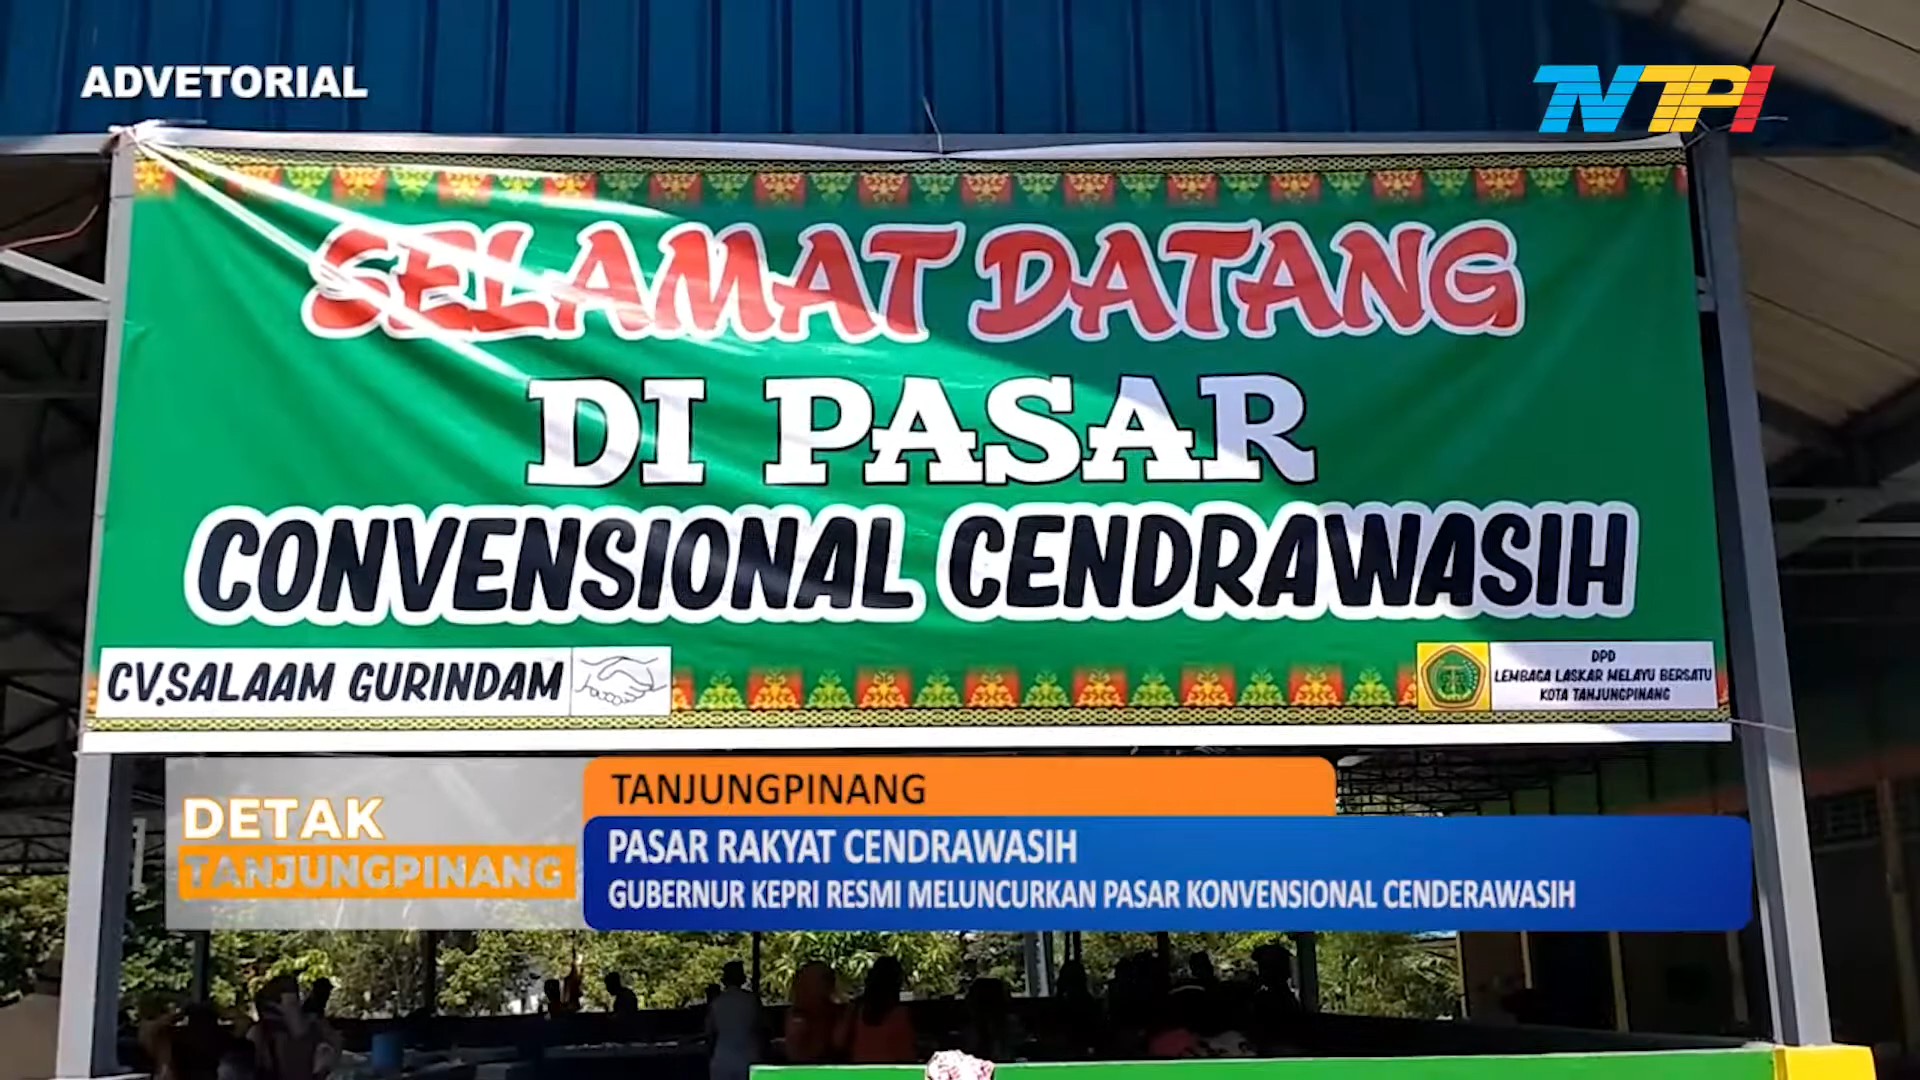 ADVETORIAL
TVTPI
SELAMAT DATANG
DI PASAR
CONVENSIONAL CENDRAWASIH
CV.SALAAM GURINDAM
DPD
LEMBAGA LASKAR MELAYU BERSATU
KOTA TANJUNGPINANG
DETAK
TANJUNGPINANG
TANJUNGPINANG
PASAR RAKYAT CENDRAWASIH
GUBERNUR KEPRI RESMI MELUNCURKAN PASAR KONVENSIONAL CENDERAWASIH